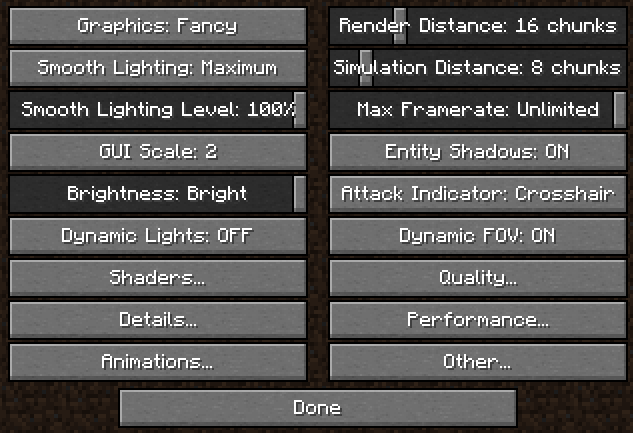 Graphics: Fancy
Render Distance: 16 chunks
Smooth Lighting: Maximum
Simulation Distance: 8 chunks
Smooth Lighting Level: 100%
Max Framerate: Unlimited
GUI Scale: 2
Entity Shadows: ON
Brightness: Bright
Attack Indicator: Crosshair
Dynamic Lights: OFF
Dynamic FOV: ON
Shaders...
Quality...
Details...
Performance...
Animations...
Other...
Done